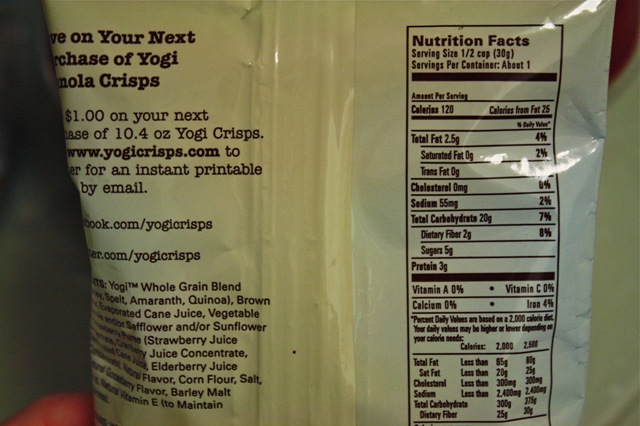 on Your Next
of Yogi
Crisps
$1.00 on your next
of 10.4 oz Yogi Crisps.
www.yogicrisps.com to
for an instant printable
by email.
/yogicrisps
/yogicrisps
Yogi™ Whole Grain Blend
Spelt, Amaranth, Quinoa), Brown
Evaporated Cane Juice, Vegetable
and/or Safflower and/or Sunflower
(Strawberry Juice
Juice Concentrate,
Elderberry Juice
Flavor, Corn Flour, Salt,
Flavor, Barley Malt
Vitamin E (to Maintain
Nutrition Facts
Serving Size 1/2 cup (30g)
Servings Per Container: About 1
Amount Per Serving
Calories 120 Calories from Fat 25
% Daily Value*
Total Fat 2.5g 4%
Saturated Fat 0g 2%
Trans Fat 0g
Cholesterol 0mg 0%
Sodium 55mg 2%
Total Carbohydrate 20g 7%
Dietary Fiber 2g 8%
Sugars 5g
Protein 3g
Vitamin A 0% • Vitamin C 0%
Calcium 0% • Iron 4%
*Percent Daily Values are based on a 2,000 calorie diet.
Your daily values may be higher or lower depending on
your calorie needs:
Calories: 2,000 2,500
Total Fat Less than 65g 80g
Sat Fat Less than 20g 25g
Cholesterol Less than 300mg 300mg
Sodium Less than 2,400mg 2,400mg
Total Carbohydrate 300g 375g
Dietary Fiber 25g 30g